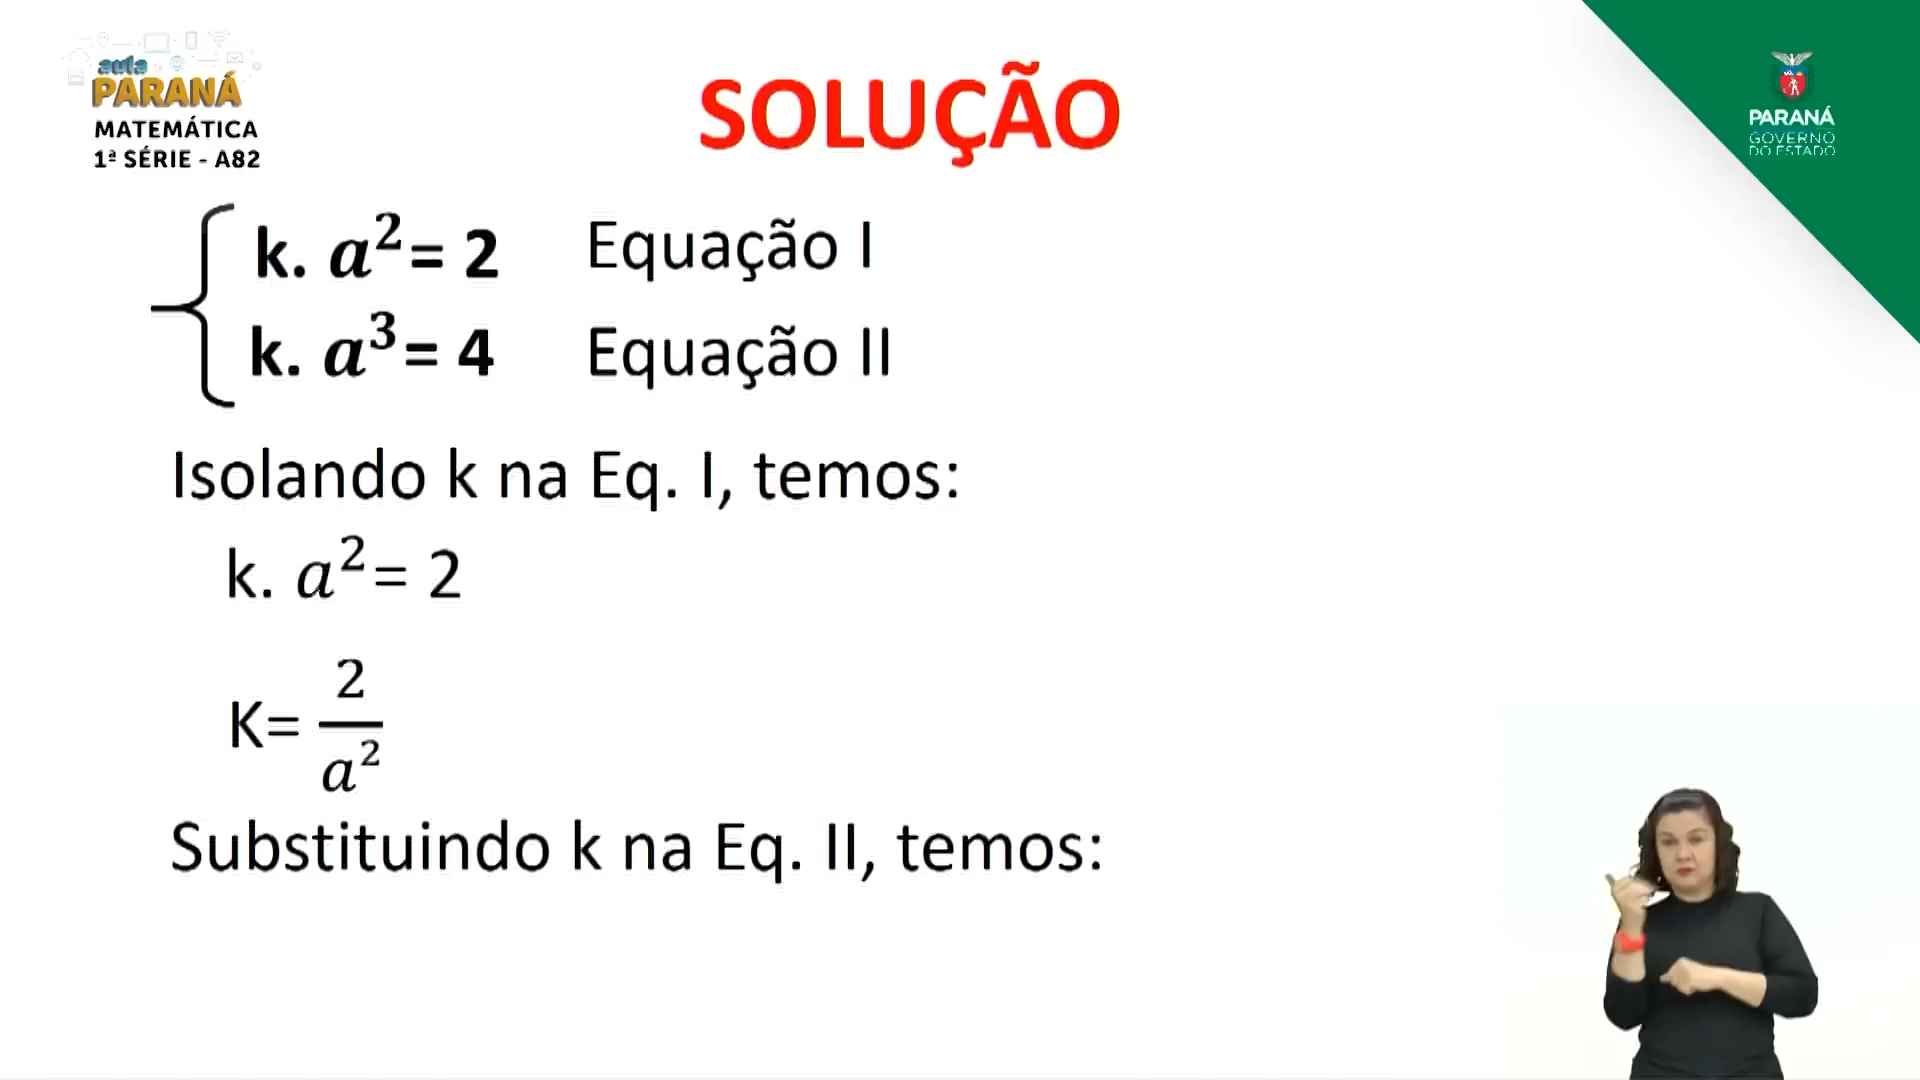 aula
PARANÁ
MATEMÁTICA
1ª SÉRIE - A82
SOLUÇÃO
PARANÁ
GOVERNO
DO ESTADO
k. a²= 2 Equação I
k. a³= 4 Equação II
Isolando k na Eq. I, temos:
k. a²= 2
K= 2/a²
Substituindo k na Eq. II, temos: